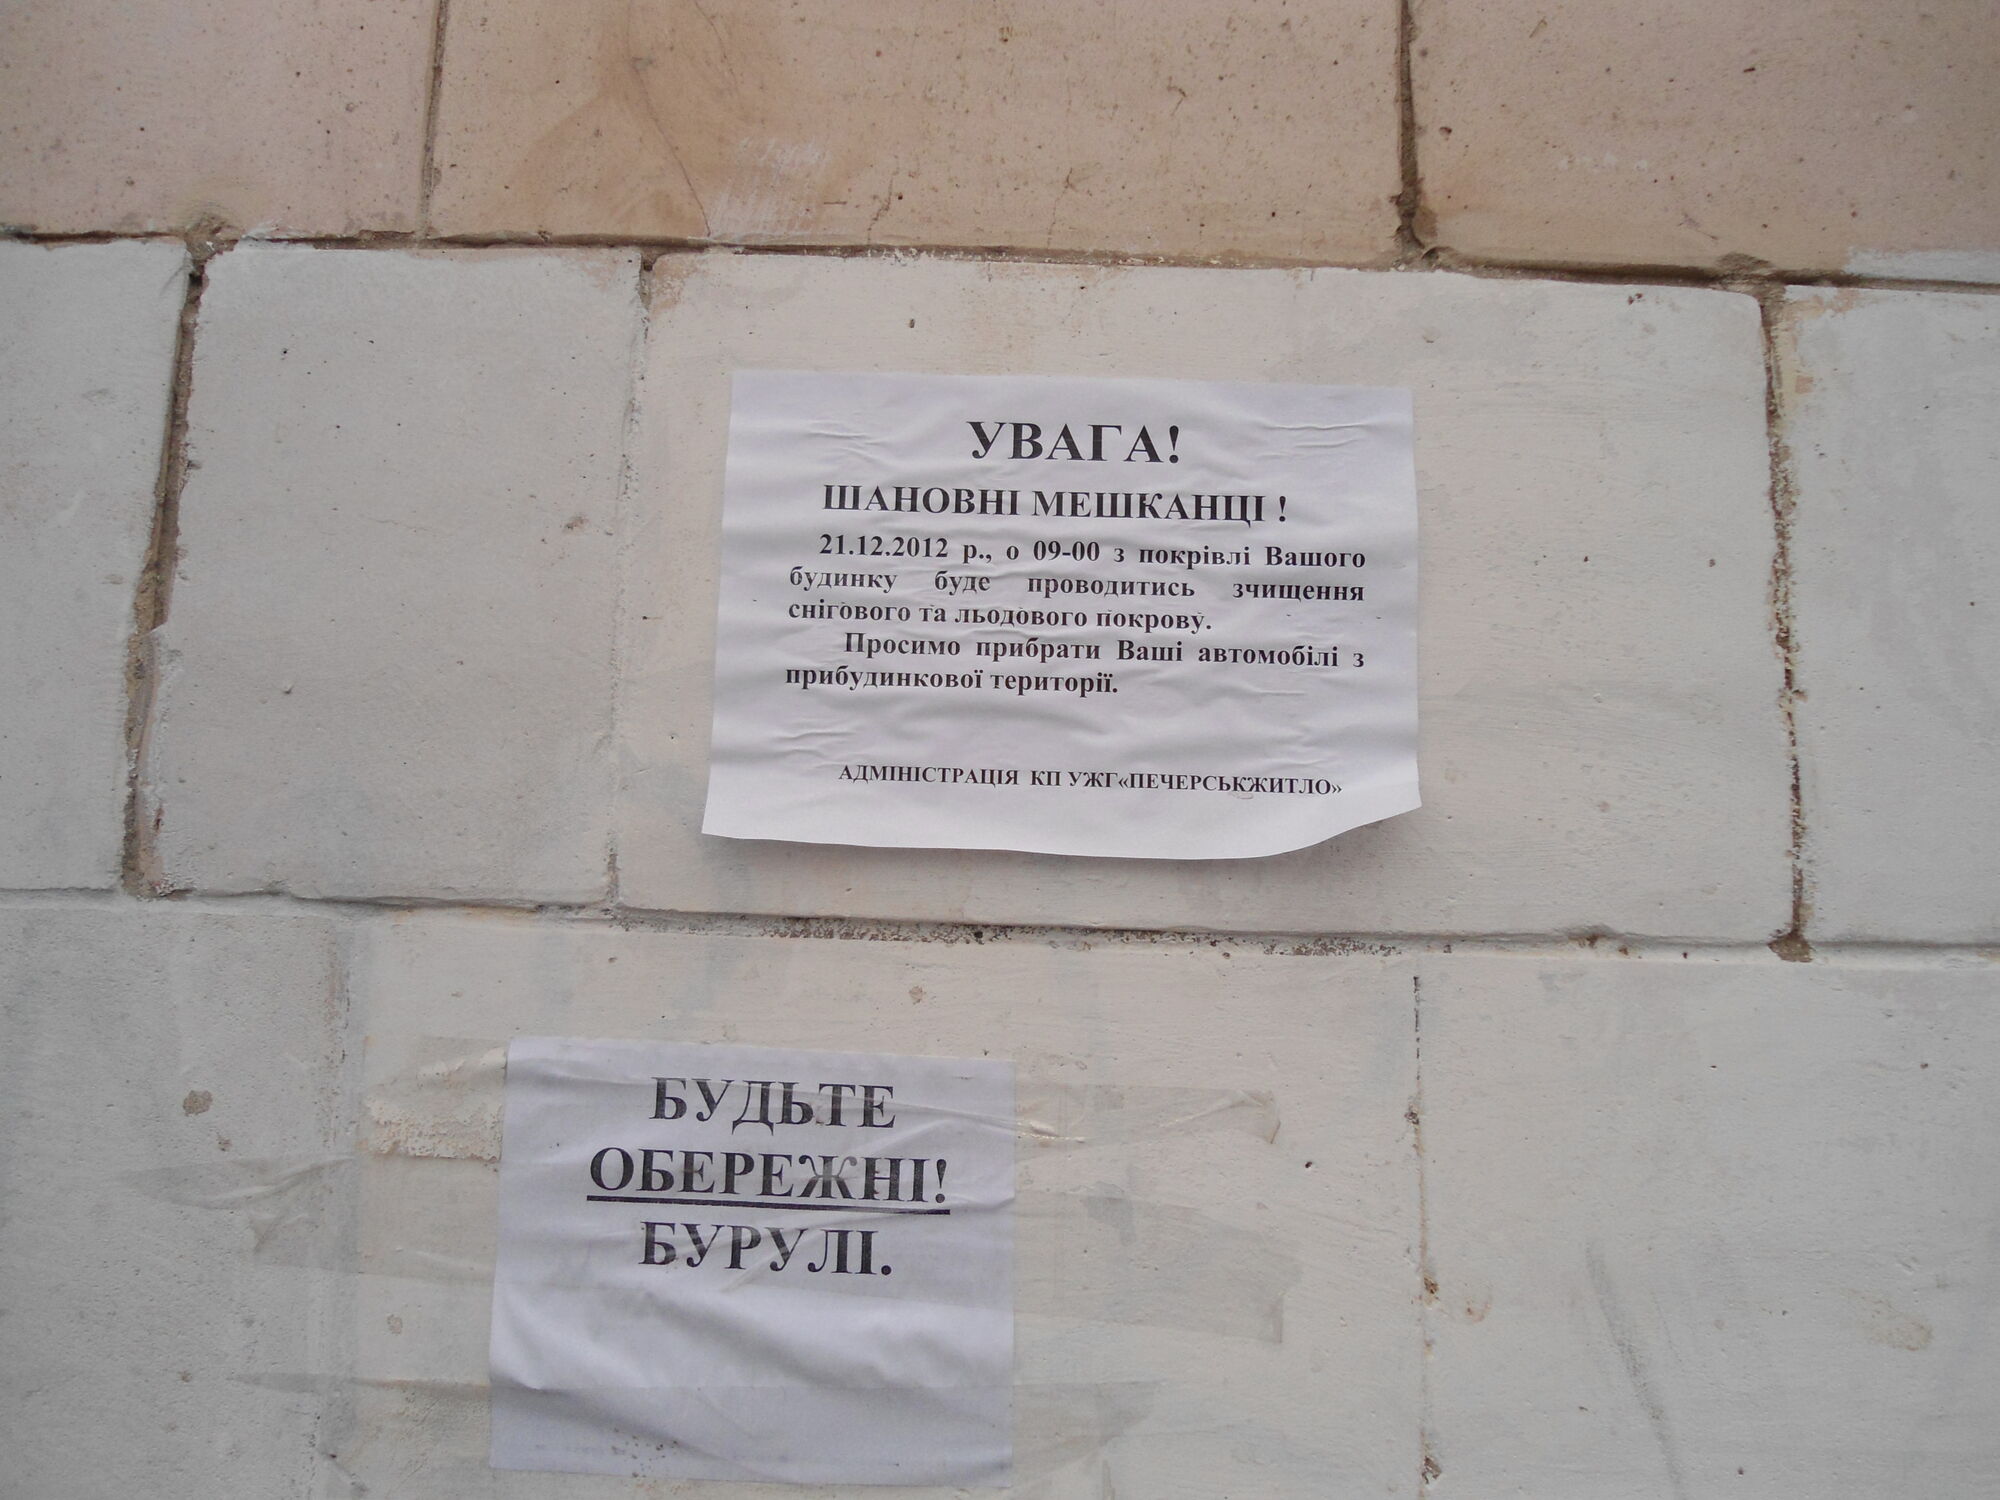 УВАГА!
ШАНОВНІ МЕШКАНЦІ !
21.12.2012 р., о 09-00 з покрівлі Вашого
будинку буде проводитись зчищення
снігового та льодового покрову.
Просимо прибрати Ваші автомобілі з
прибудинкової території.
АДМІНІСТРАЦІЯ КП УЖГ«ПЕЧЕРСЬКЖИТЛО»
БУДЬТЕ
ОБЕРЕЖНІ!
БУРУЛІ.